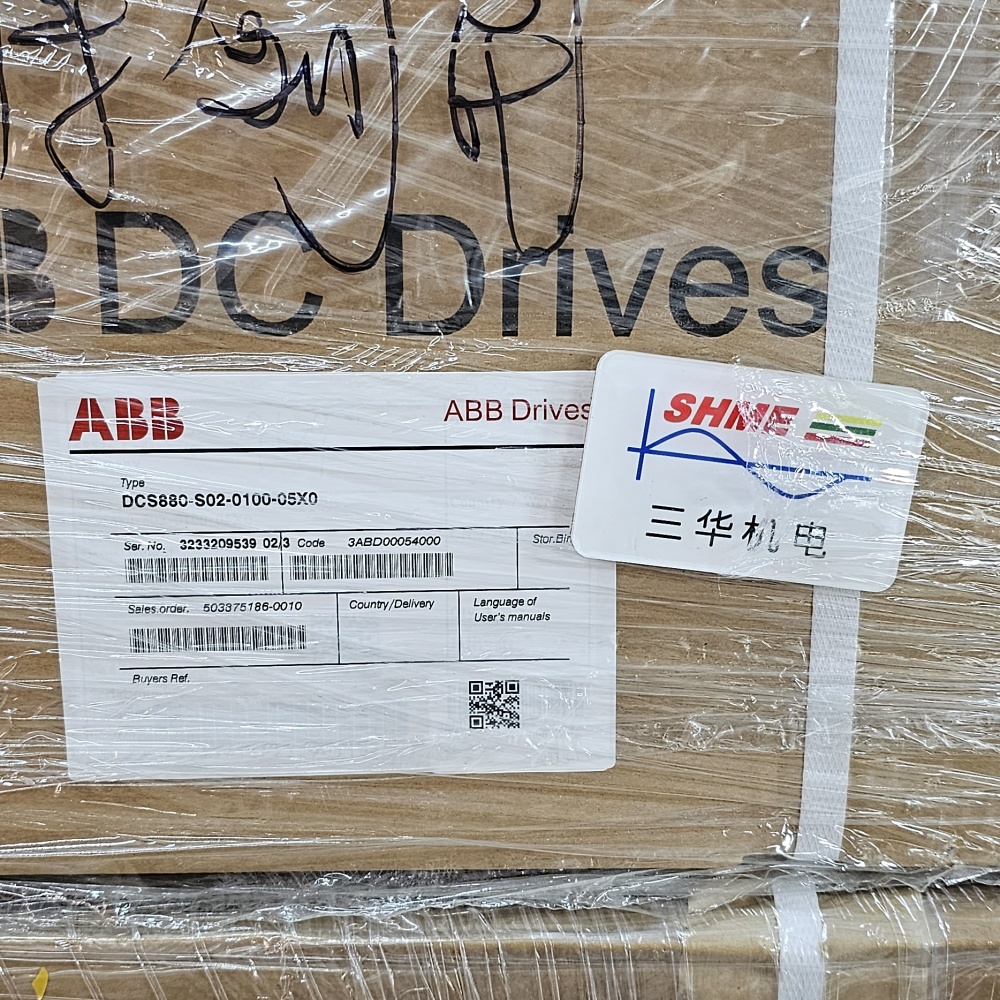 B DC Drives
ABB
ABB Drives
Type
DCS880-S02-0100-05X0
Ser. No. 3233209539 02/3
Code 3ABD00054000
Stor.Bin
Sales.order. 503375186-0010
Country/Delivery
Language of
User's manuals
Buyers Ref.
SHME
三华机电